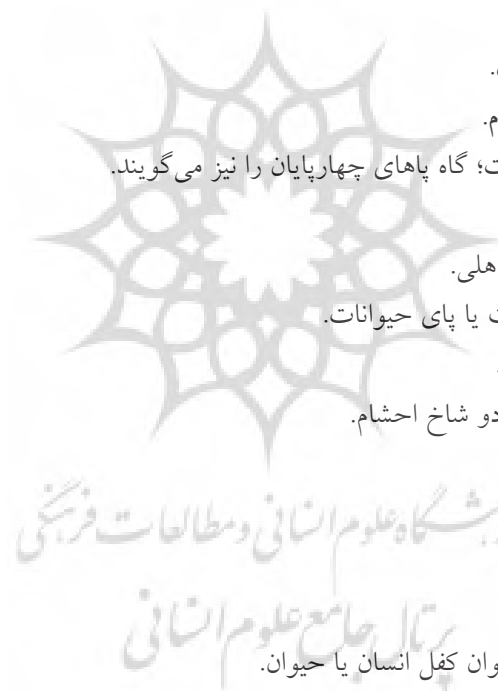 م.
ت؛ گاه پاهای چهارپایان را نیز می‌گویند.
هلی.
ت یا پای حیوانات.
دو شاخ احشام.
شگاه علوم انسانی و مطالعات فرهنگی
پرتال جامع علوم انسانی
وان کفل انسان یا حیوان.